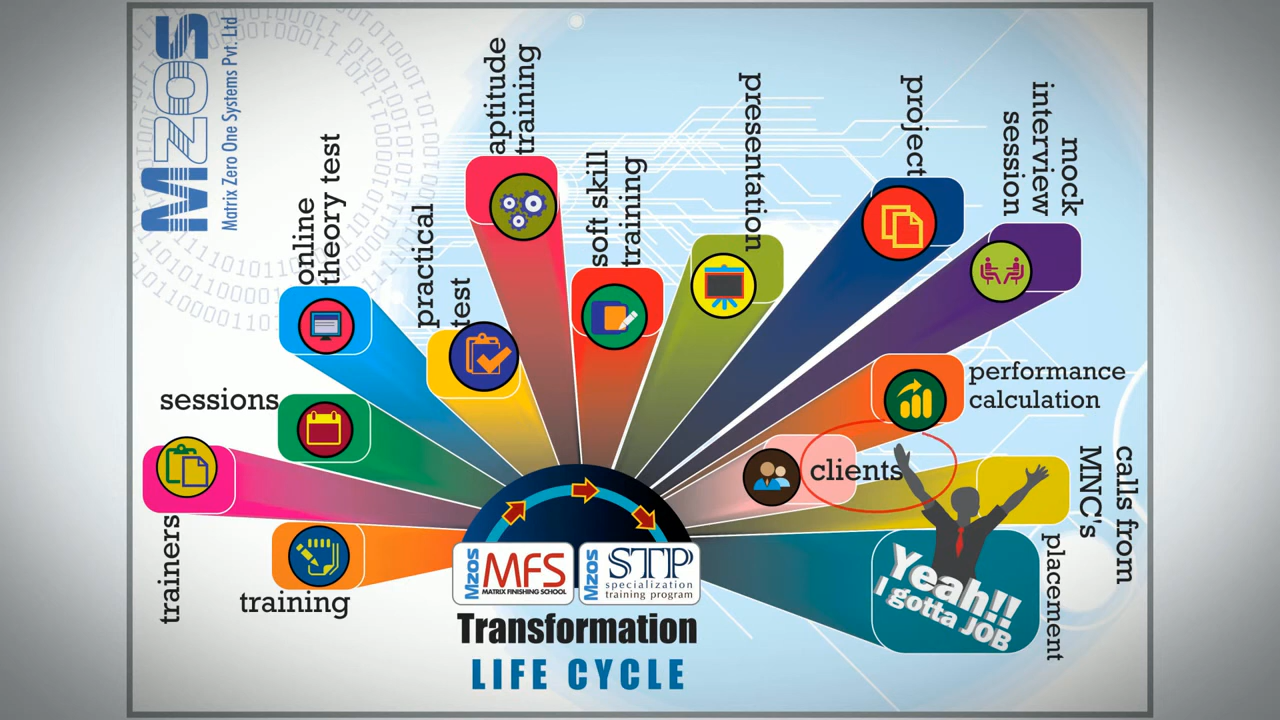 MZOS
Matrix Zero One Systems Pvt. Ltd
training
trainers
sessions
online
theory test
practical
test
aptitude
training
soft skill
training
presentation
project
mock
interview
session
performance
calculation
clients
calls from
MNC's
placement
Yeah!!
I gotta JOB
MZOS
MFS
MATRIX FINISHING SCHOOL
MZOS
STP
specialization
training program
Transformation
LIFE CYCLE